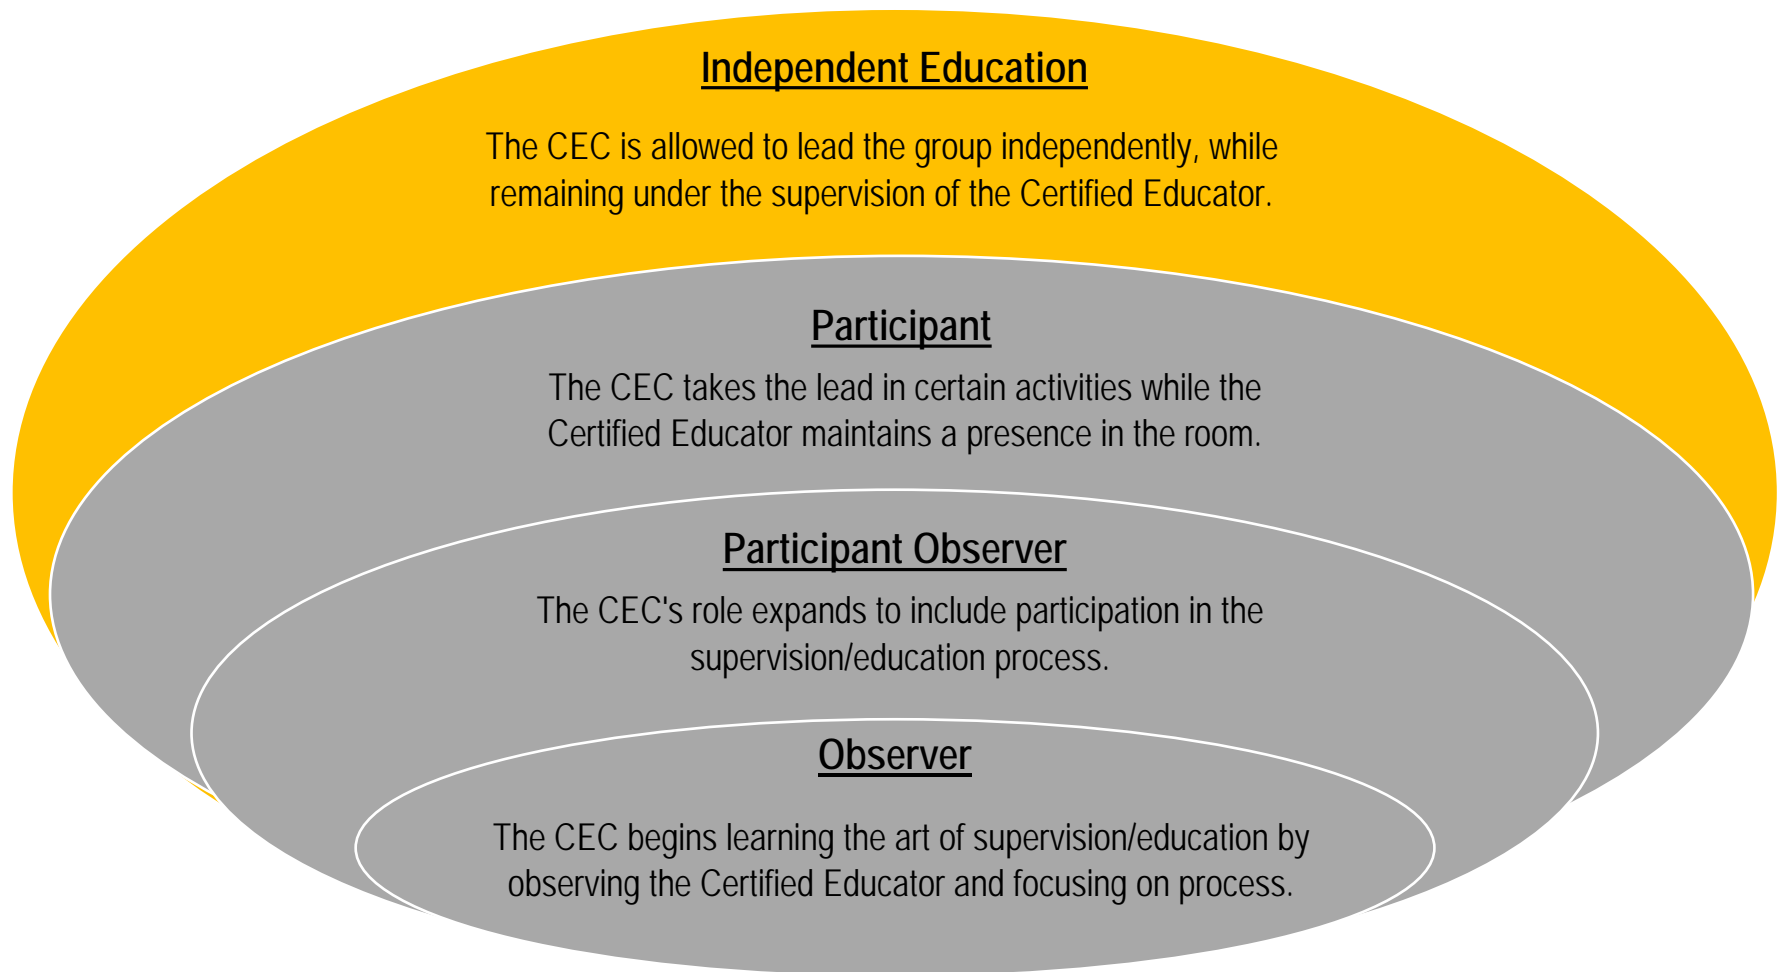 Independent Education
The CEC is allowed to lead the group independently, while
remaining under the supervision of the Certified Educator.
Participant
The CEC takes the lead in certain activities while the
Certified Educator maintains a presence in the room.
Participant Observer
The CEC's role expands to include participation in the
supervision/education process.
Observer
The CEC begins learning the art of supervision/education by
observing the Certified Educator and focusing on process.